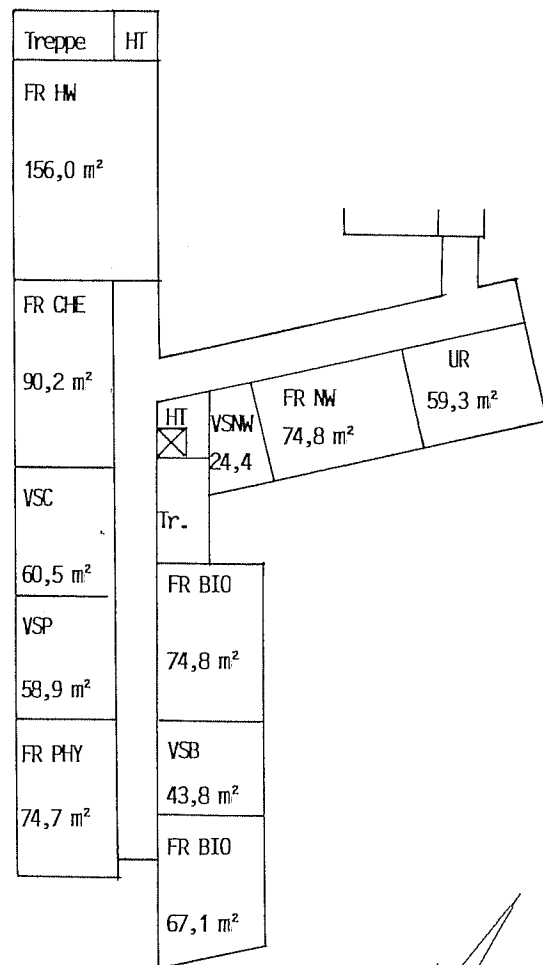 Treppe HT
FR HW
156,0 m²
FR CHE
90,2 m²
UR
59,3 m²
FR NW
74,8 m²
HT
VSNW
24,4
VSC
60,5 m²
Tr.
VSP
58,9 m²
FR BIO
74,8 m²
FR PHY
74,7 m²
VSB
43,8 m²
FR BIO
67,1 m²